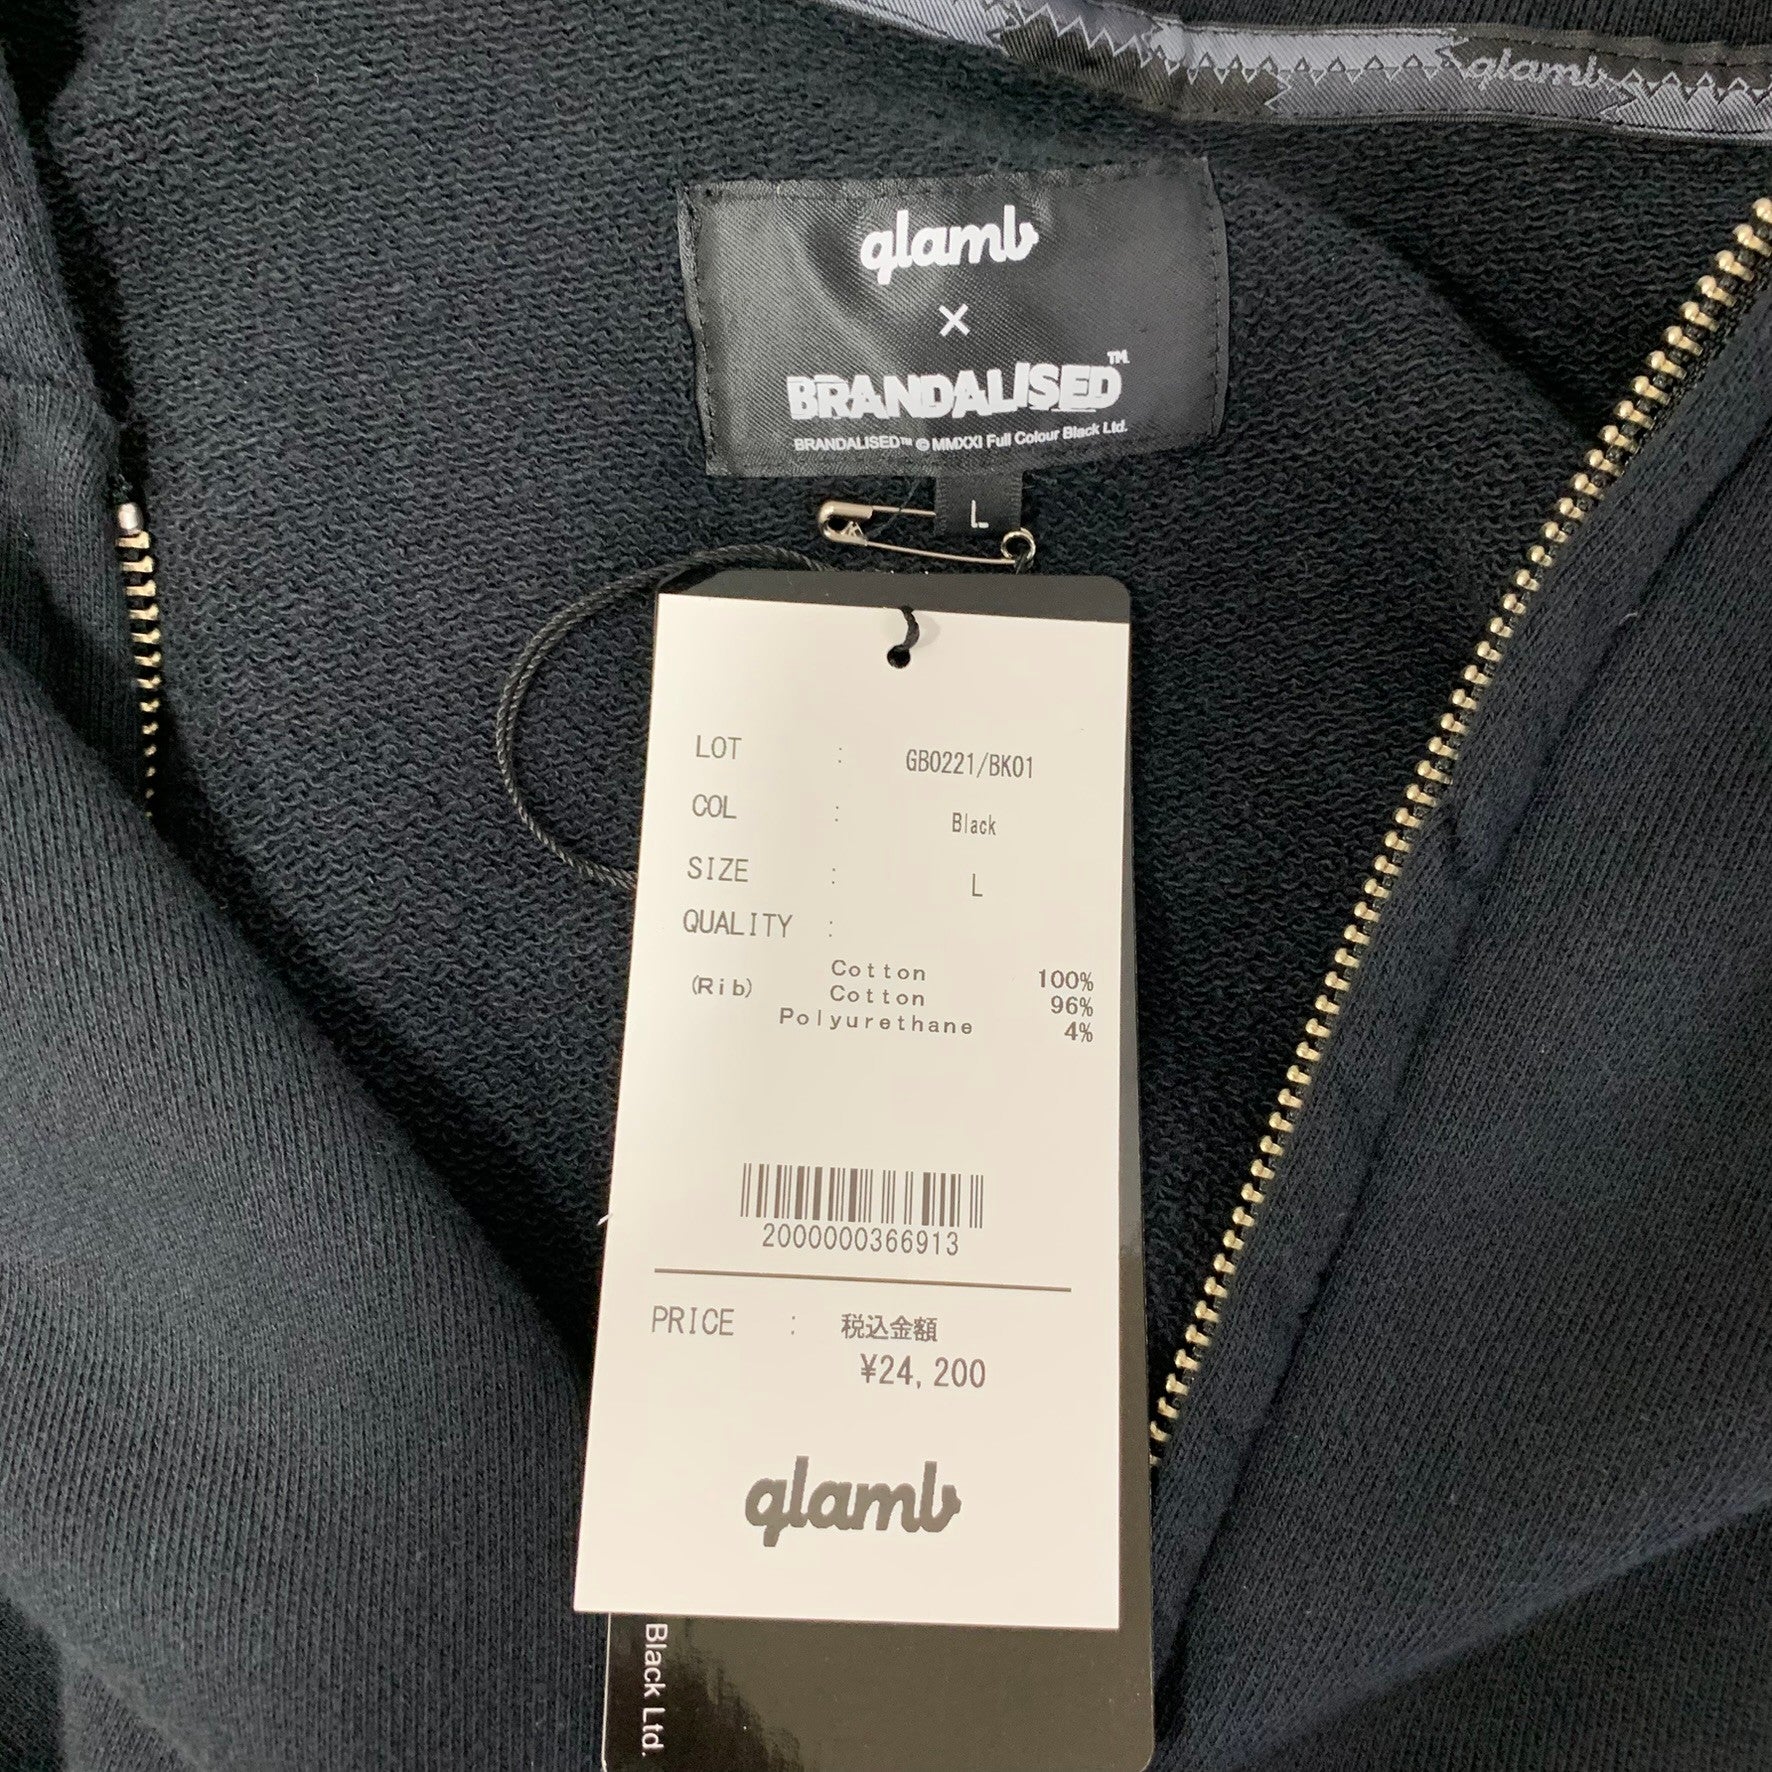 glamb
glamb
×
BRANDALISED™
BRANDALISED™ © MMXXI Full Colour Black Ltd.
L
LOT : GB0221/BK01
COL : Black
SIZE : L
QUALITY :
Cotton 100%
(Rib) Cotton 96%
Polyurethane 4%
2000000366913
PRICE : 税込金額
¥24,200
glamb
Black Ltd.